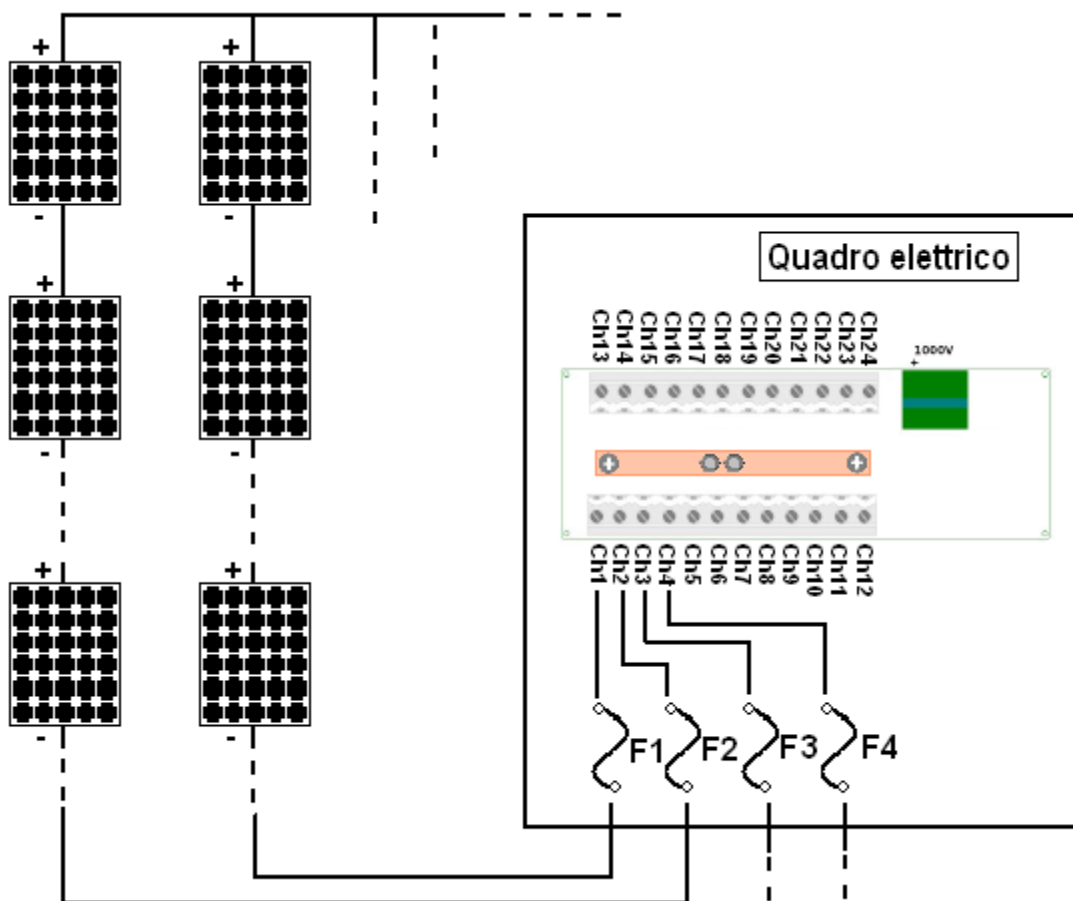 + +
- -
+ +
- -
+ +
- -
Quadro elettrico
Ch13 Ch14 Ch15 Ch16 Ch17 Ch18 Ch19 Ch20 Ch21 Ch22 Ch23 Ch24
1000V
+
Ch1 Ch2 Ch3 Ch4 Ch5 Ch6 Ch7 Ch8 Ch9 Ch10 Ch11 Ch12
F1 F2 F3 F4